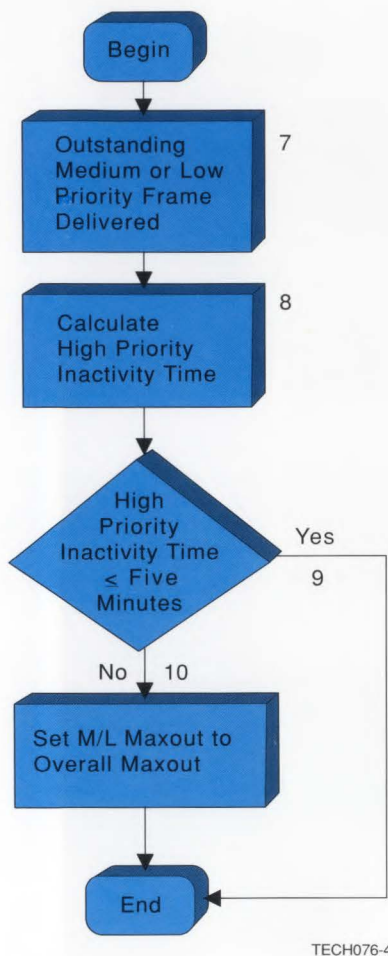 Begin
Outstanding
Medium or Low
Priority Frame
Delivered
7
Calculate
High Priority
Inactivity Time
8
High
Priority
Inactivity Time
≤ Five
Minutes
Yes
9
No
10
Set M/L Maxout to
Overall Maxout
End
TECH076-4